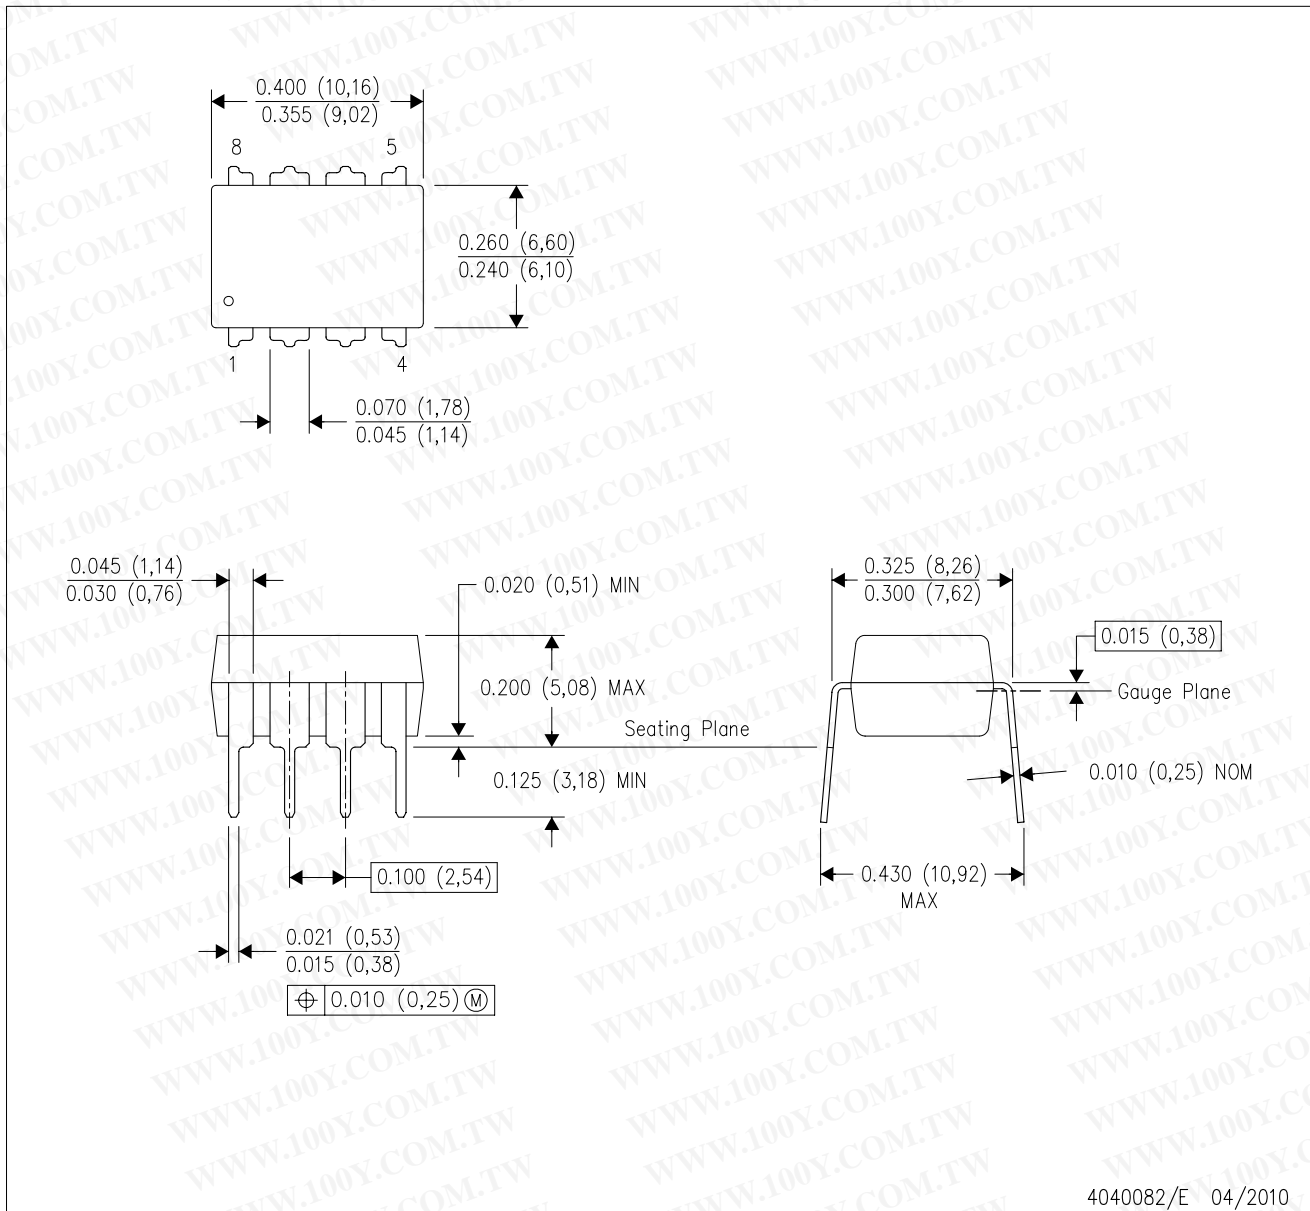 0.400 (10,16)
0.355 (9,02)
8
5
0.260 (6,60)
0.240 (6,10)
1
4
0.070 (1,78)
0.045 (1,14)
0.045 (1,14)
0.030 (0,76)
0.020 (0,51) MIN
0.325 (8,26)
0.300 (7,62)
0.015 (0,38)
0.200 (5,08) MAX
Gauge Plane
Seating Plane
0.125 (3,18) MIN
0.010 (0,25) NOM
0.100 (2,54)
0.430 (10,92)
MAX
0.021 (0,53)
0.015 (0,38)
⌖ 0.010 (0,25) Ⓜ
4040082/E 04/2010
WWW.100Y.COM.TW